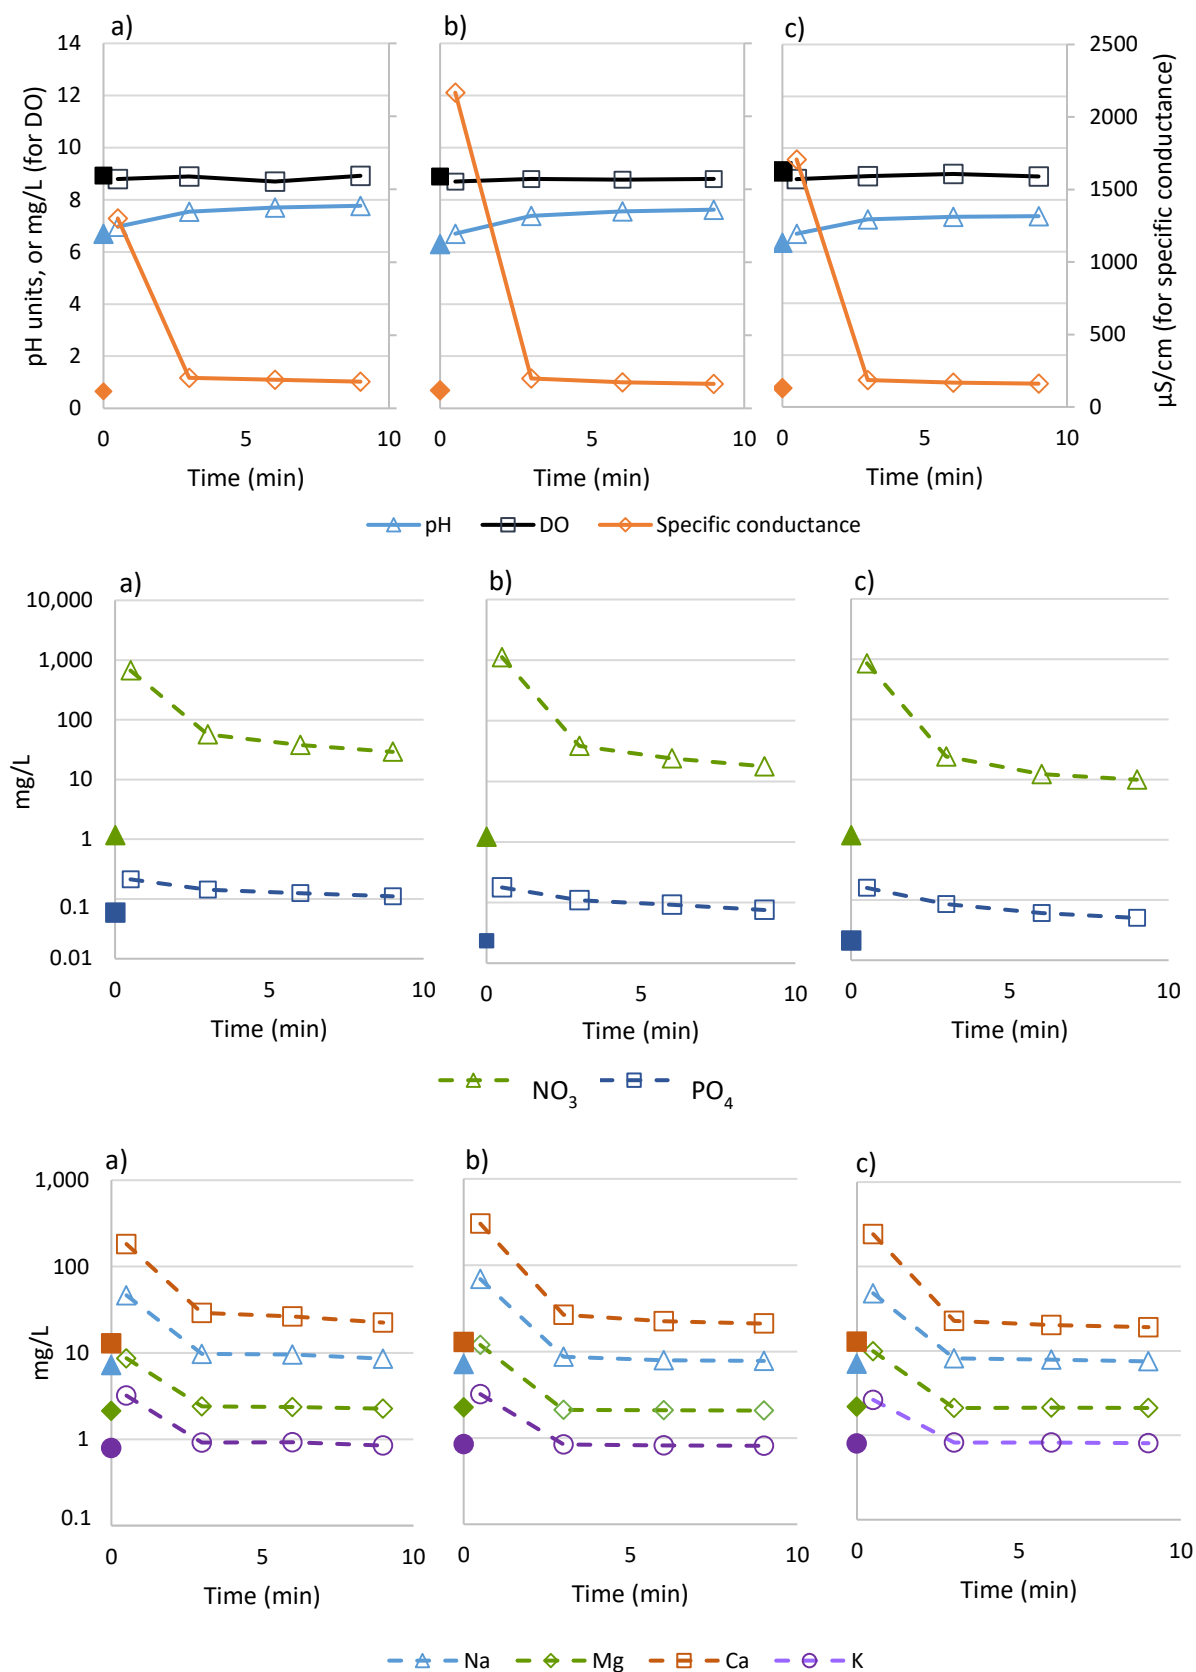 a) b) c)
14 2500
12 2000
10 1500
8
6 1000
4 500
2
0 0
pH units, or mg/L (for DO)
µS/cm (for specific conductance)
0 5 10 0 5 10 0 5 10
Time (min) Time (min) Time (min)
pH DO Specific conductance
a) b) c)
10,000
1,000
100
10
1
0.1
0.01
mg/L
0 5 10 0 5 10 0 5 10
Time (min) Time (min) Time (min)
NO3 PO4
a) b) c)
1,000
100
10
1
0.1
mg/L
0 5 10 0 5 10 0 5 10
Time (min) Time (min) Time (min)
Na Mg Ca K